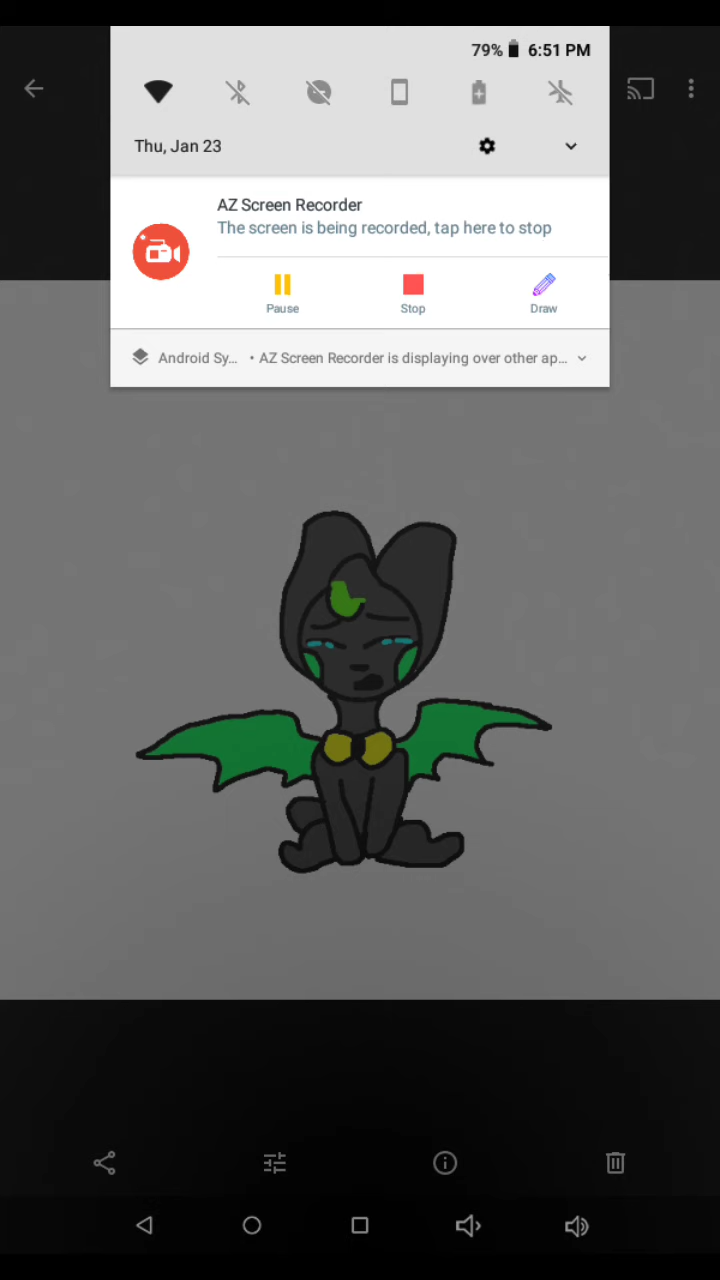 79% 6:51 PM
Thu, Jan 23
AZ Screen Recorder
The screen is being recorded, tap here to stop
Pause Stop Draw
Android Sy... • AZ Screen Recorder is displaying over other ap...